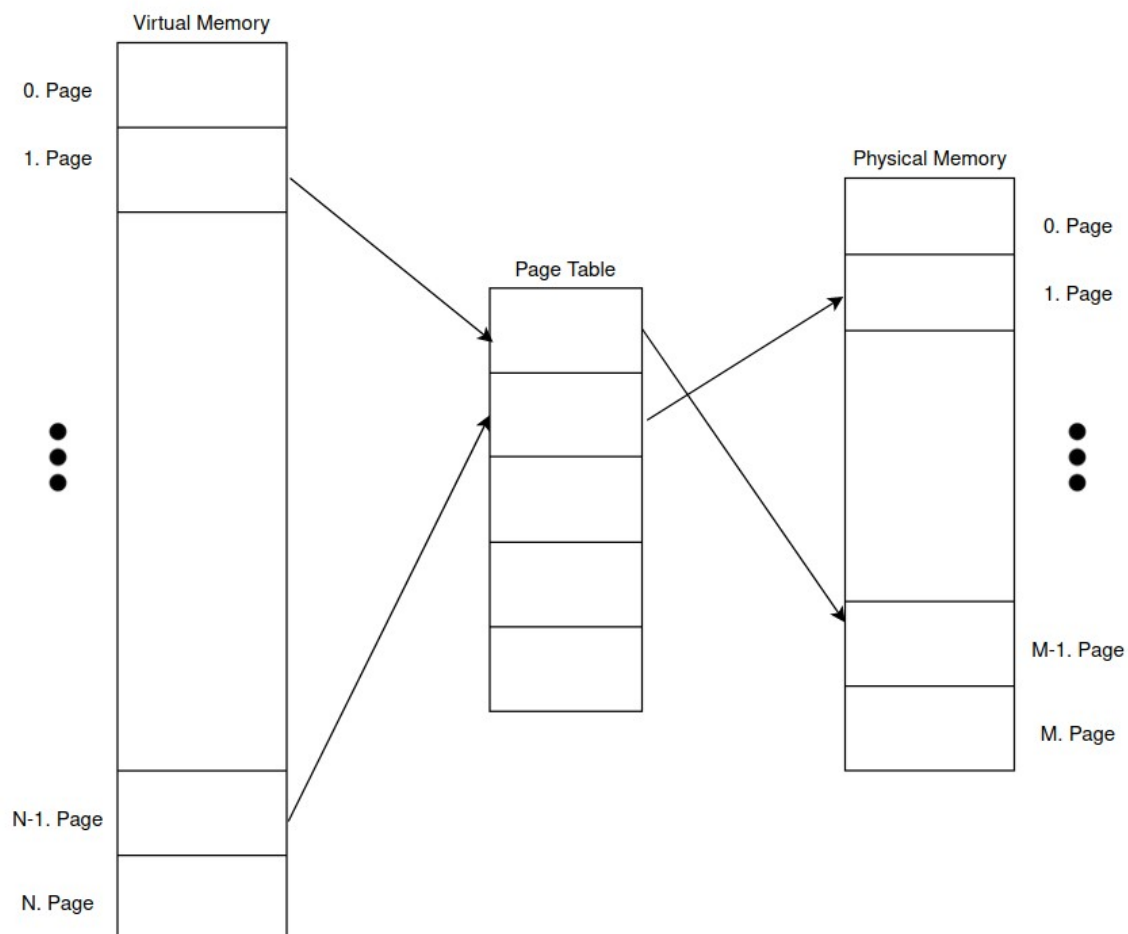 Virtual Memory
0. Page
1. Page
N-1. Page
N. Page
Page Table
Physical Memory
0. Page
1. Page
M-1. Page
M. Page